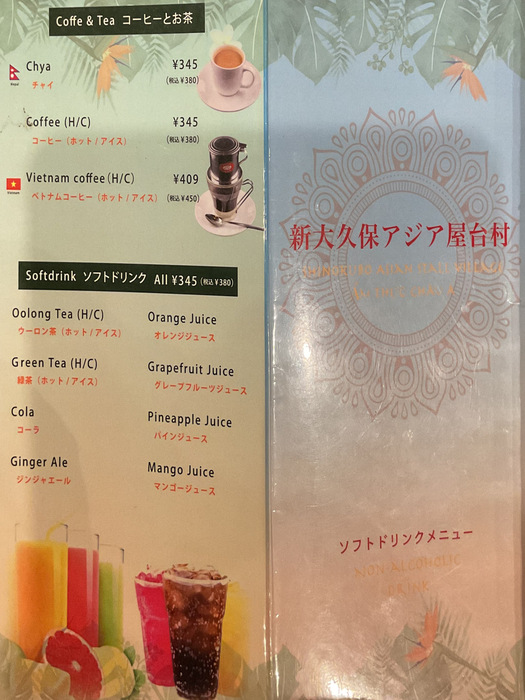 Coffe & Tea コーヒーとお茶
Chya ¥345
チャイ (税込 ¥380)
Coffee (H/C) ¥345
コーヒー（ホット / アイス） (税込 ¥380)
Vietnam coffee (H/C) ¥409
ベトナムコーヒー（ホット / アイス） (税込 ¥450)
Vietnam
Softdrink ソフトドリンク All ¥345 (税込 ¥380)
Oolong Tea (H/C)
ウーロン茶（ホット / アイス）
Green Tea (H/C)
緑茶（ホット / アイス）
Cola
コーラ
Ginger Ale
ジンジャエール
Orange Juice
オレンジジュース
Grapefruit Juice
グレープフルーツジュース
Pineapple Juice
パインジュース
Mango Juice
マンゴージュース
新大久保アジア屋台村
ソフトドリンクメニュー
NON-ALCOHOLIC
DRINK